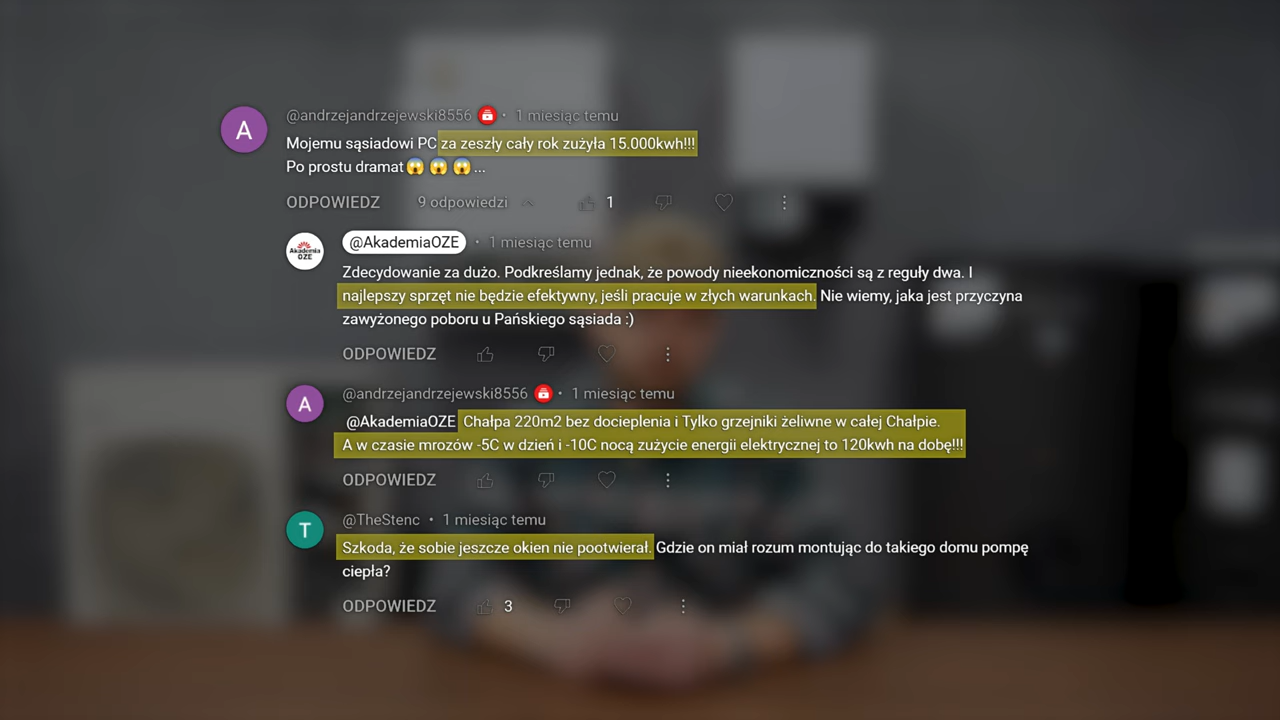 A
@andrzejandrzejewski8556 • 1 miesiąc temu
Mojemu sąsiadowi PC za zeszły cały rok zużyła 15.000kwh!!!
Po prostu dramat😱 😱 😱 ...
ODPOWIEDZ 9 odpowiedzi 1
Akademia
OZE
@AkademiaOZE • 1 miesiąc temu
Zdecydowanie za dużo. Podkreślamy jednak, że powody nieekonomiczności są z reguły dwa. I
najlepszy sprzęt nie będzie efektywny, jeśli pracuje w złych warunkach. Nie wiemy, jaka jest przyczyna
zawyżonego poboru u Pańskiego sąsiada :)
ODPOWIEDZ
A
@andrzejandrzejewski8556 • 1 miesiąc temu
@AkademiaOZE Chałpa 220m2 bez docieplenia i Tylko grzejniki żeliwne w całej Chałpie.
A w czasie mrozów -5C w dzień i -10C nocą zużycie energii elektrycznej to 120kwh na dobę!!!
ODPOWIEDZ
T
@TheStenc • 1 miesiąc temu
Szkoda, że sobie jeszcze okien nie pootwierał. Gdzie on miał rozum montując do takiego domu pompę
ciepła?
ODPOWIEDZ 3